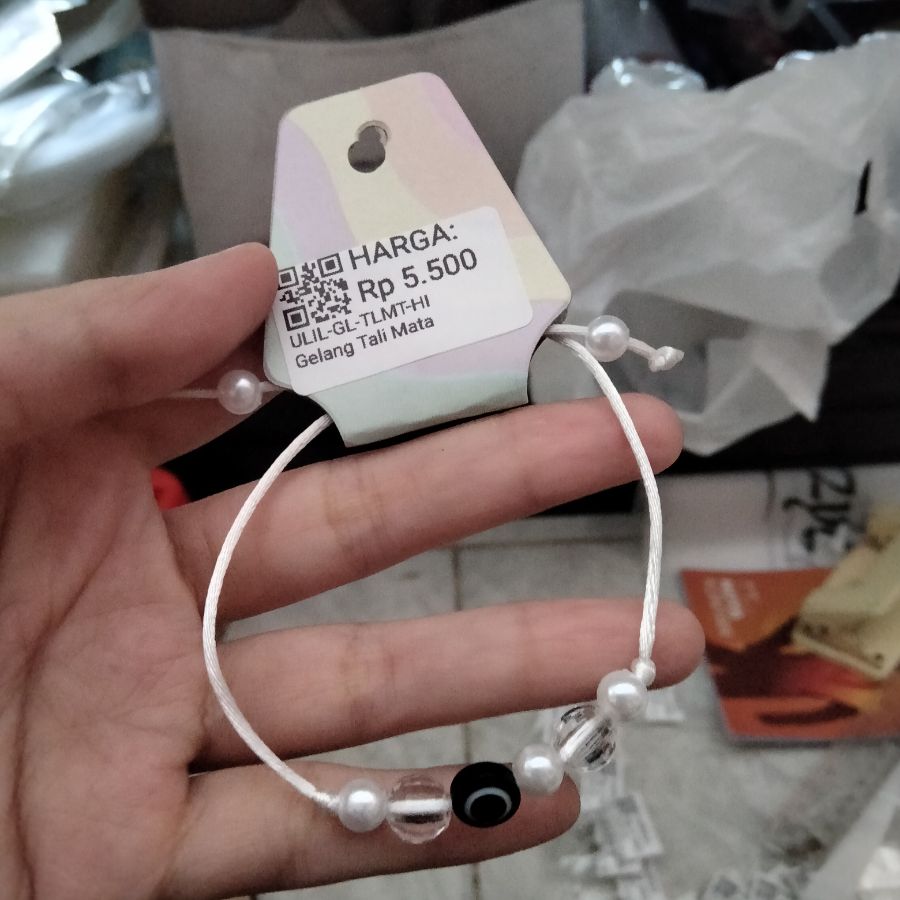 HARGA:
Rp 5.500
ULIL-GL-TLMT-HI
Gelang Tali Mata